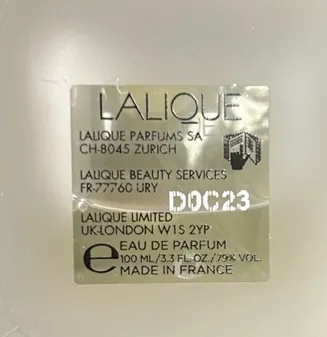 LALIQUE
LALIQUE PARFUMS SA
CH-8045 ZURICH
LALIQUE BEAUTY SERVICES
FR-77760 URY
D0C23
LALIQUE LIMITED
UK-LONDON W1S 2YP
e EAU DE PARFUM
100 ML/3.3 FL.OZ./79% VOL.
MADE IN FRANCE